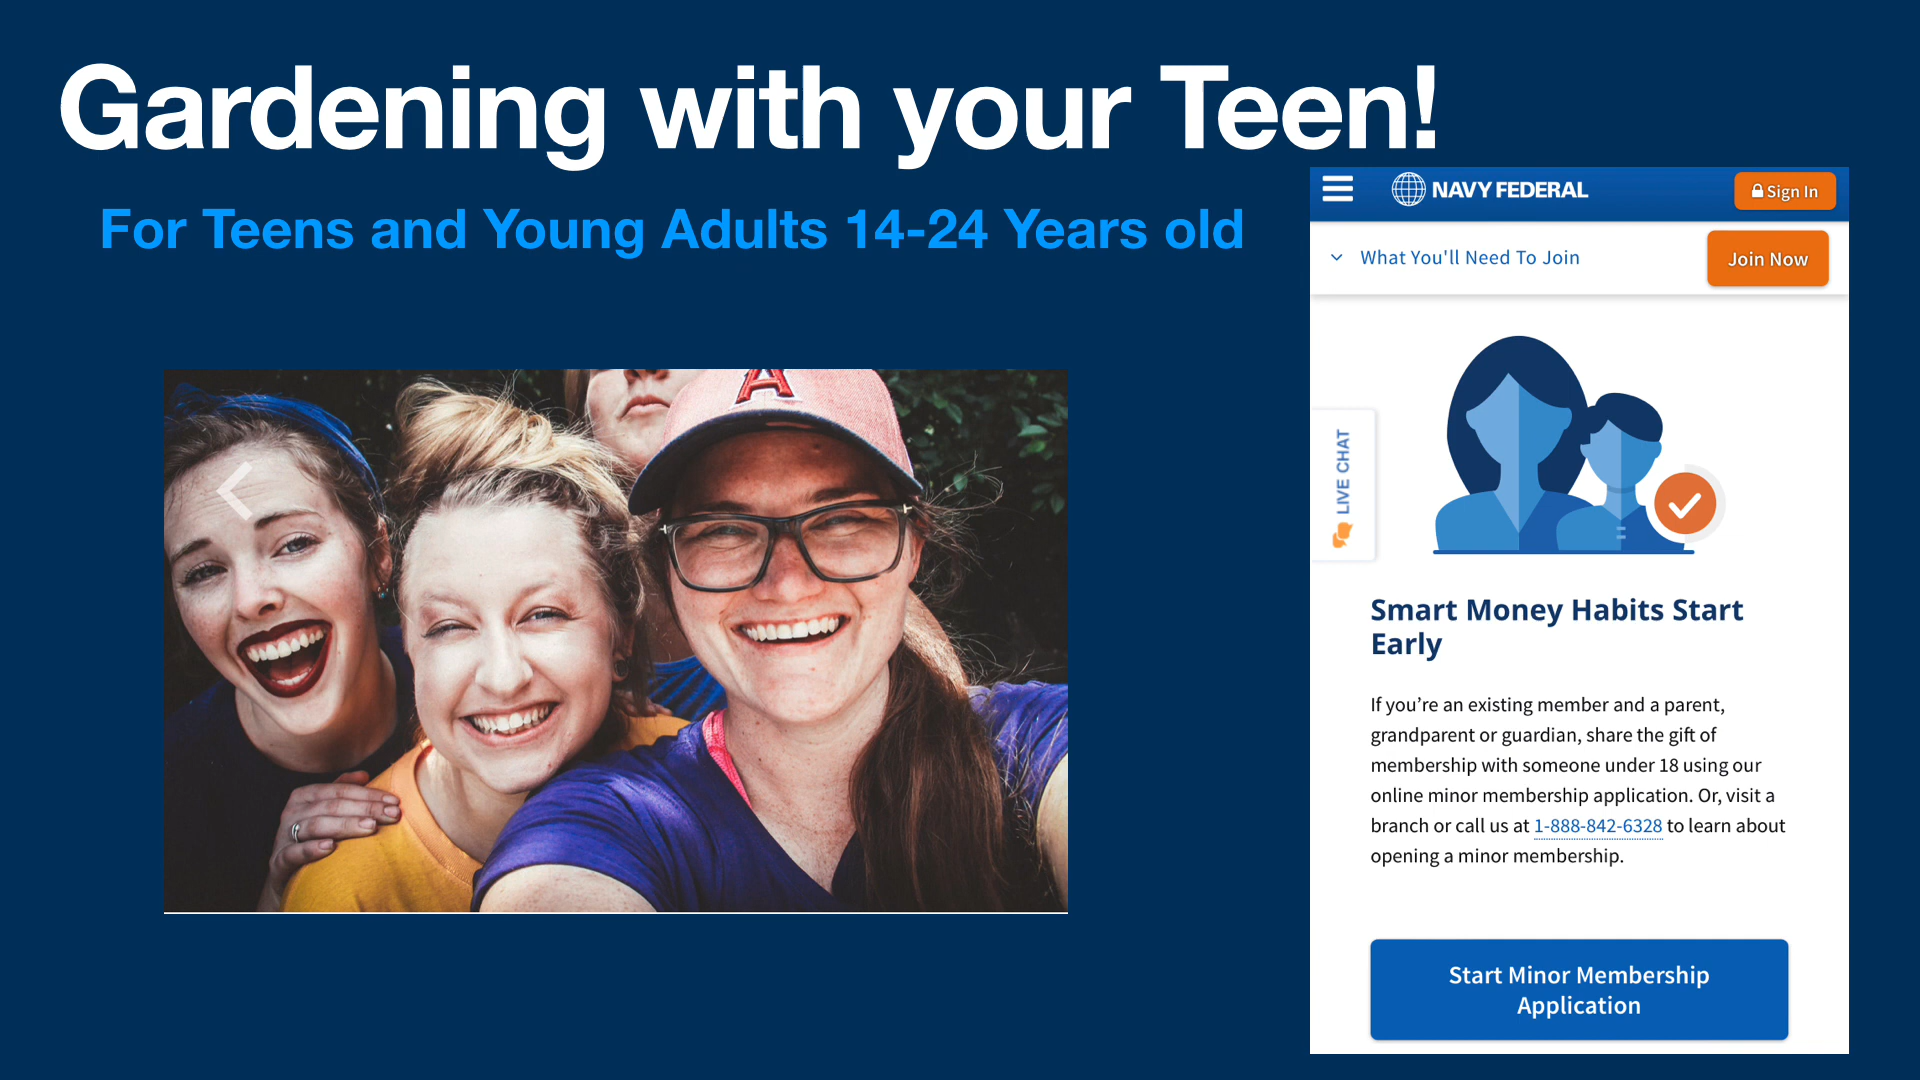 Gardening with your Teen!
For Teens and Young Adults 14-24 Years old
A
NAVY FEDERAL
Sign In
What You'll Need To Join
Join Now
LIVE CHAT
Smart Money Habits Start
Early
If you’re an existing member and a parent,
grandparent or guardian, share the gift of
membership with someone under 18 using our
online minor membership application. Or, visit a
branch or call us at 1-888-842-6328 to learn about
opening a minor membership.
Start Minor Membership
Application